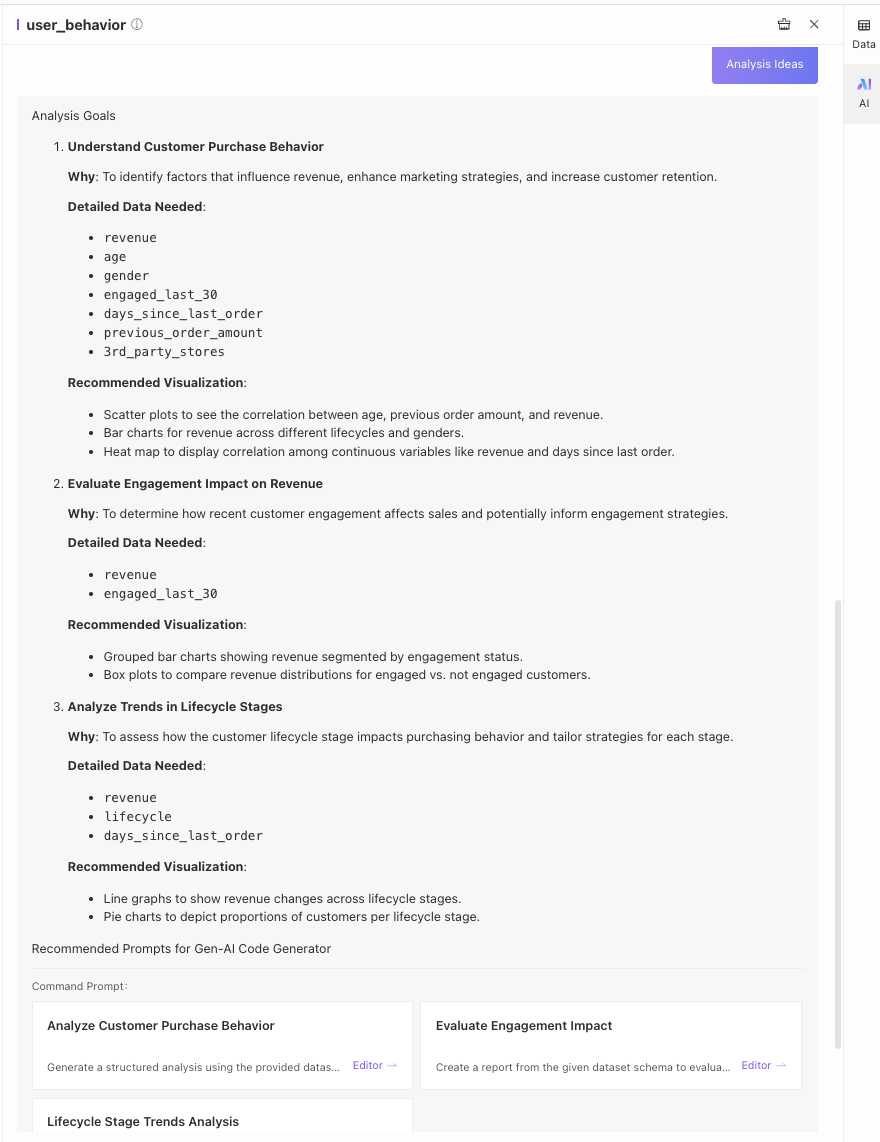 user_behavior
Data
AI
Analysis Ideas
Analysis Goals
1. Understand Customer Purchase Behavior
Why: To identify factors that influence revenue, enhance marketing strategies, and increase customer retention.
Detailed Data Needed:
• revenue
• age
• gender
• engaged_last_30
• days_since_last_order
• previous_order_amount
• 3rd_party_stores
Recommended Visualization:
• Scatter plots to see the correlation between age, previous order amount, and revenue.
• Bar charts for revenue across different lifecycles and genders.
• Heat map to display correlation among continuous variables like revenue and days since last order.
2. Evaluate Engagement Impact on Revenue
Why: To determine how recent customer engagement affects sales and potentially inform engagement strategies.
Detailed Data Needed:
• revenue
• engaged_last_30
Recommended Visualization:
• Grouped bar charts showing revenue segmented by engagement status.
• Box plots to compare revenue distributions for engaged vs. not engaged customers.
3. Analyze Trends in Lifecycle Stages
Why: To assess how the customer lifecycle stage impacts purchasing behavior and tailor strategies for each stage.
Detailed Data Needed:
• revenue
• lifecycle
• days_since_last_order
Recommended Visualization:
• Line graphs to show revenue changes across lifecycle stages.
• Pie charts to depict proportions of customers per lifecycle stage.
Recommended Prompts for Gen-AI Code Generator
Command Prompt:
Analyze Customer Purchase Behavior
Generate a structured analysis using the provided datas... Editor →
Evaluate Engagement Impact
Create a report from the given dataset schema to evalua... Editor →
Lifecycle Stage Trends Analysis